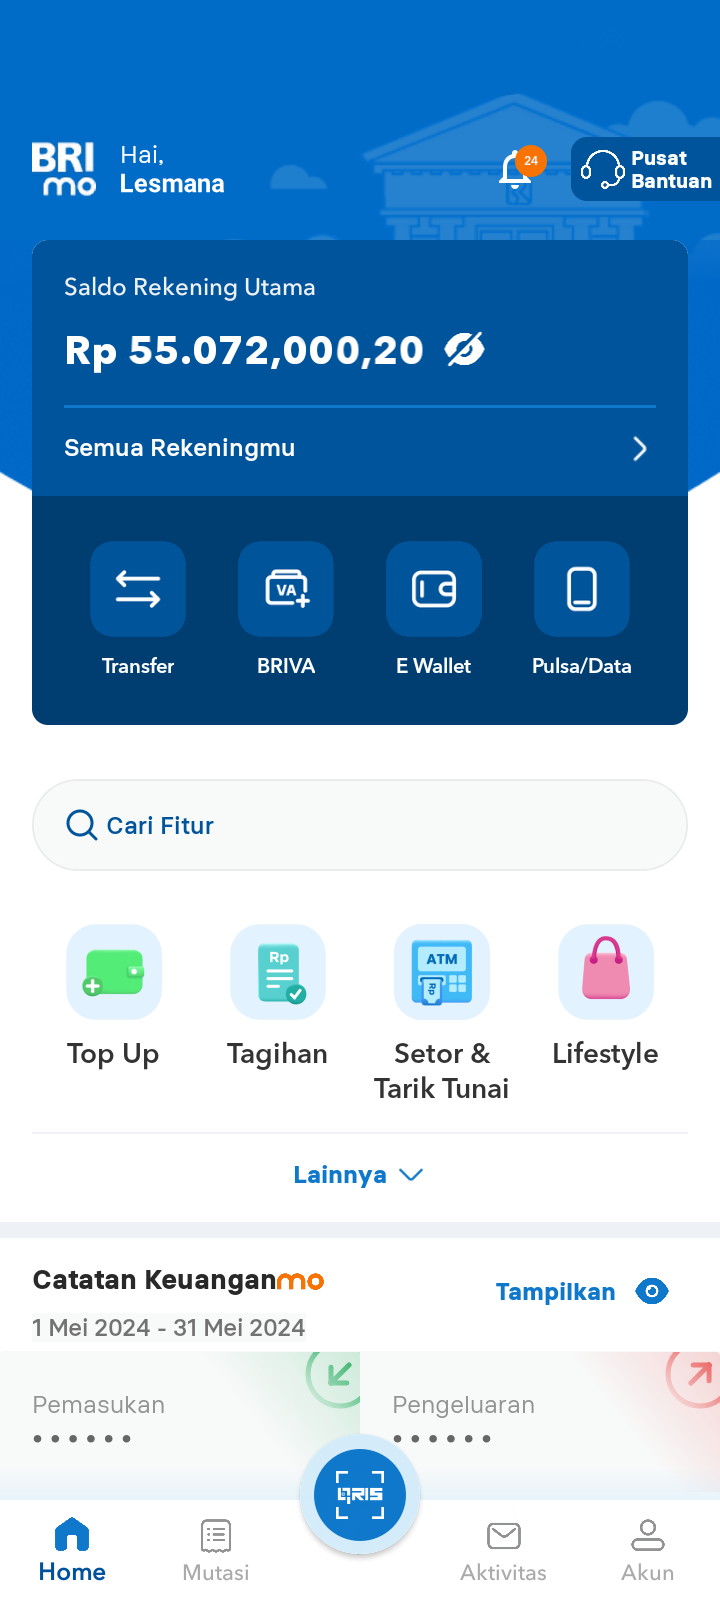 BRI
mo
Hai,
Lesmana
24
Pusat
Bantuan
Saldo Rekening Utama
Rp 55.072,000,20
Semua Rekeningmu
VA
Transfer
BRIVA
E Wallet
Pulsa/Data
Cari Fitur
Rp
ATM
Rp
Top Up
Tagihan
Setor &
Tarik Tunai
Lifestyle
Lainnya
Catatan Keuanganmo
Tampilkan
1 Mei 2024 - 31 Mei 2024
Pemasukan
Pengeluaran
••••••
••••••
QRIS
Home
Mutasi
Aktivitas
Akun